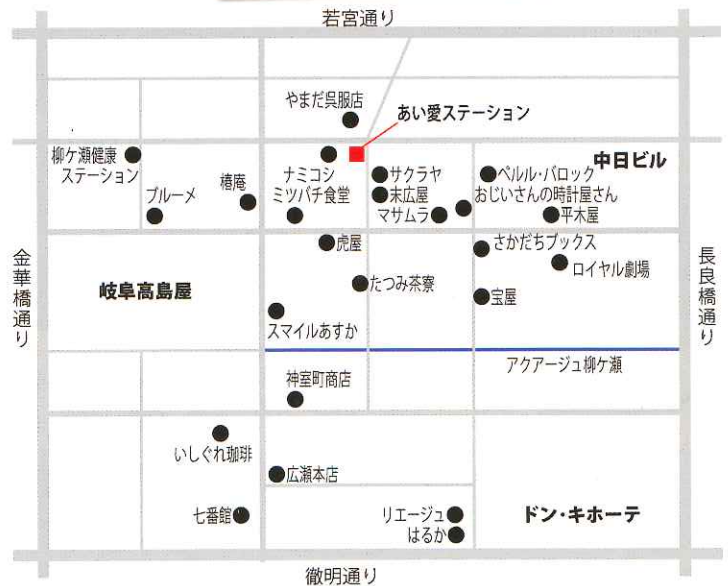 若宮通り
やまだ呉服店
あい愛ステーション
柳ケ瀬健康
ステーション
ナミコシ
サクラヤ
ペルル・バロック
中日ビル
ブルーメ
椿庵
ミツバチ食堂
末広屋
おじいさんの時計屋さん
マサムラ
平木屋
虎屋
さかだちブックス
ロイヤル劇場
金華橋通り
長良橋通り
岐阜高島屋
たつみ茶寮
宝屋
スマイルあすか
アクアージュ柳ケ瀬
神室町商店
いしぐれ珈琲
広瀬本店
七番館
リエージュ
はるか
ドン・キホーテ
徹明通り